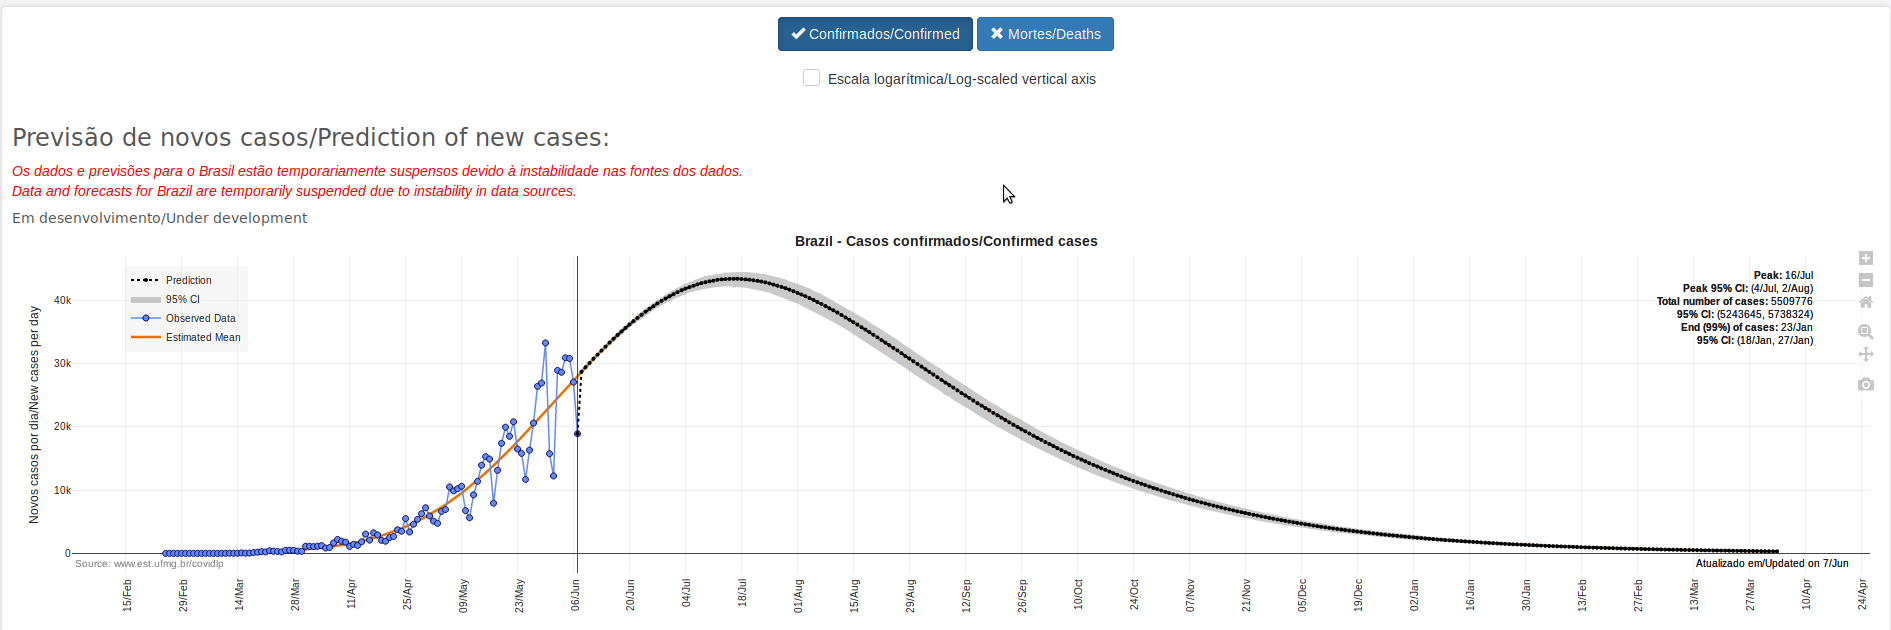 Confirmados/Confirmed
Mortes/Deaths
Escala logarítmica/Log-scaled vertical axis
Previsão de novos casos/Prediction of new cases:
Os dados e previsões para o Brasil estão temporariamente suspensos devido à instabilidade nas fontes dos dados.
Data and forecasts for Brazil are temporarily suspended due to instability in data sources.
Em desenvolvimento/Under development
Brazil - Casos confirmados/Confirmed cases
Prediction
95% CI
Observed Data
Estimated Mean
Peak: 16/Jul
Peak 95% CI: (4/Jul, 2/Aug)
Total number of cases: 5509776
95% CI: (5243645, 5738324)
End (99%) of cases: 23/Jan
95% CI: (18/Jan, 27/Jan)
Novos casos por dia/New cases per day
40k
30k
20k
10k
0
Source: www.est.ufmg.br/covidlp
Atualizado em/Updated on 7/Jun
15/Feb
29/Feb
14/Mar
28/Mar
11/Apr
25/Apr
09/May
23/May
06/Jun
20/Jun
04/Jul
18/Jul
01/Aug
15/Aug
29/Aug
12/Sep
26/Sep
10/Oct
24/Oct
07/Nov
21/Nov
05/Dec
19/Dec
02/Jan
16/Jan
30/Jan
13/Feb
27/Feb
13/Mar
27/Mar
10/Apr
24/Apr